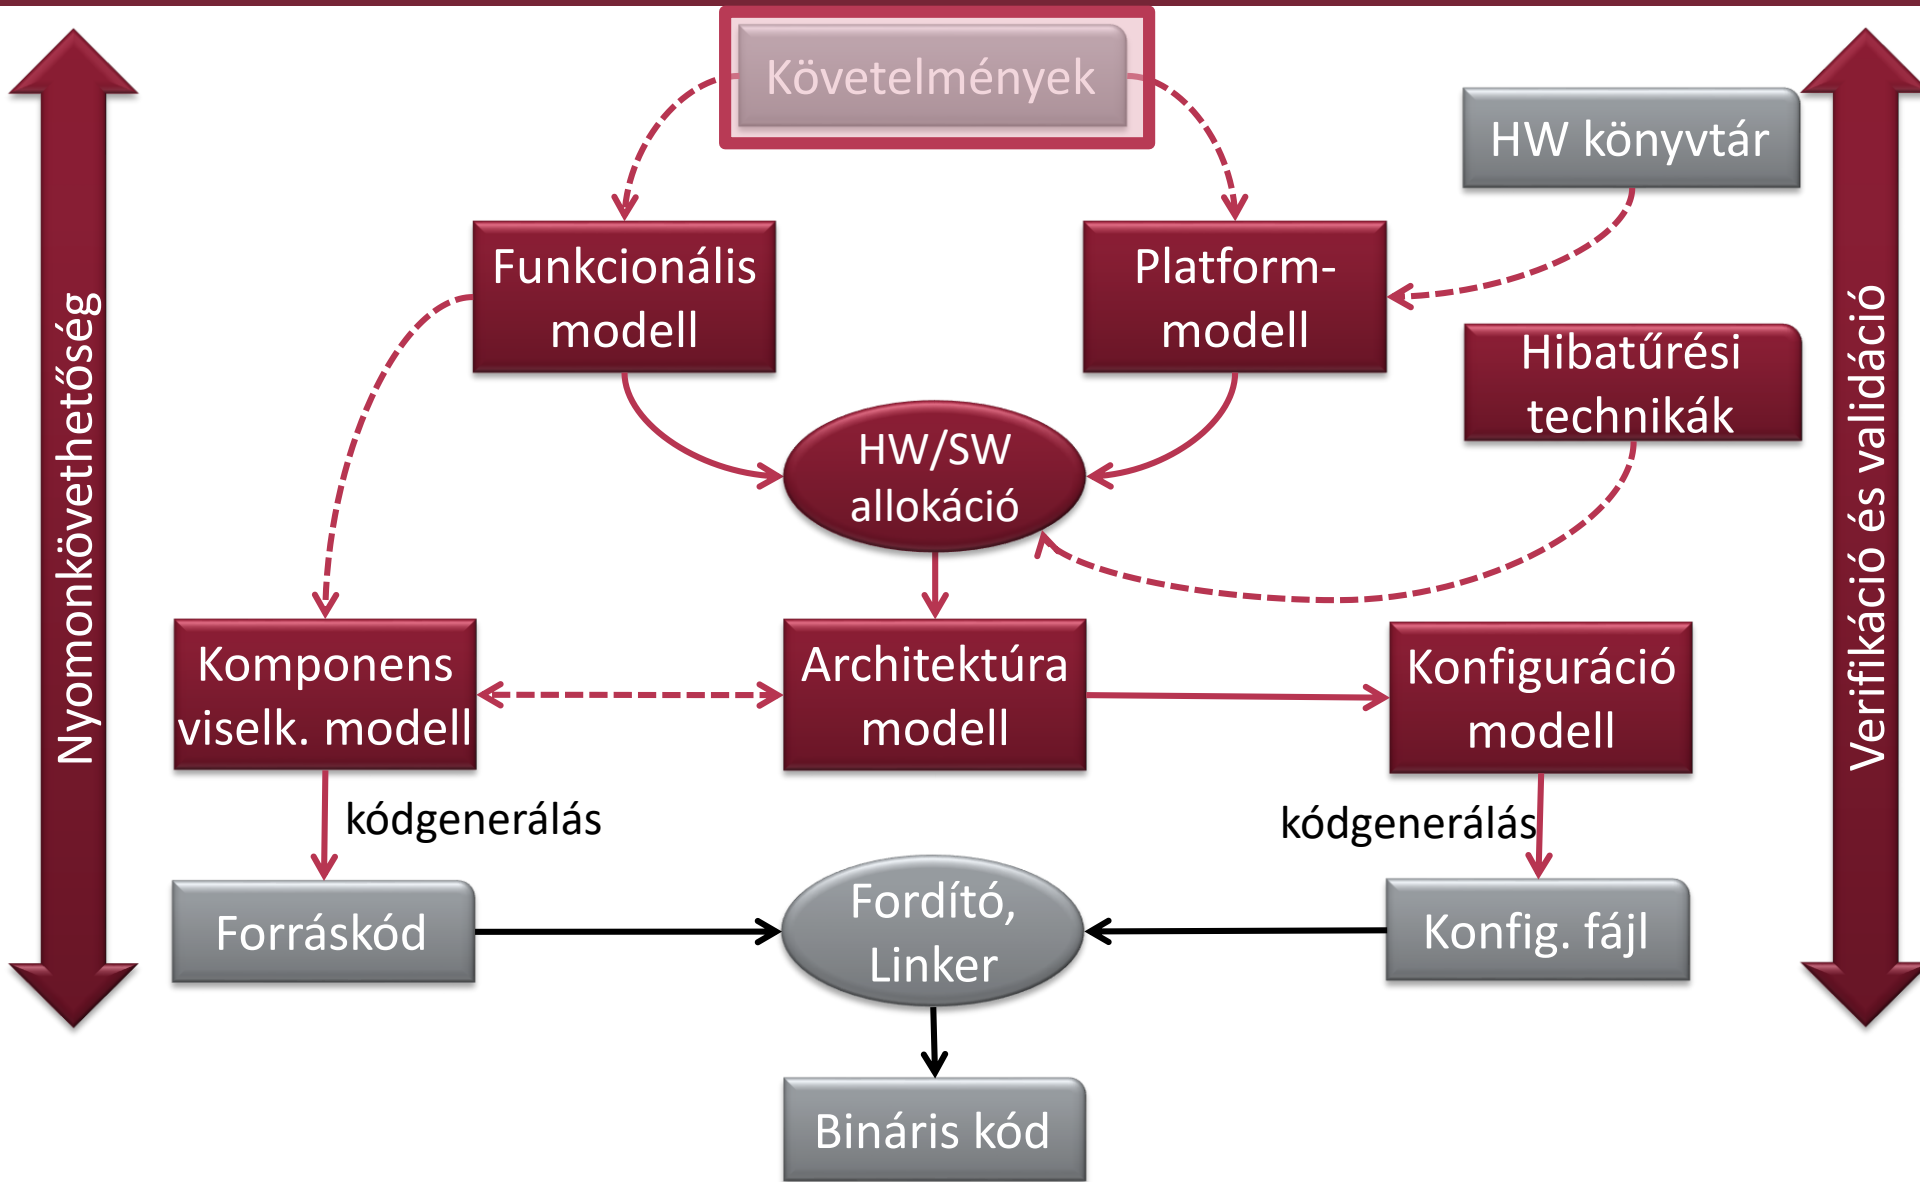 Követelmények
HW könyvtár
Funkcionális
modell
Platform-
modell
Hibatűrési
technikák
HW/SW
allokáció
Nyomonkövethetőség
Verifikáció és validáció
Komponens
viselk. modell
Architektúra
modell
Konfiguráció
modell
kódgenerálás
kódgenerálás
Forráskód
Fordító,
Linker
Konfig. fájl
Bináris kód